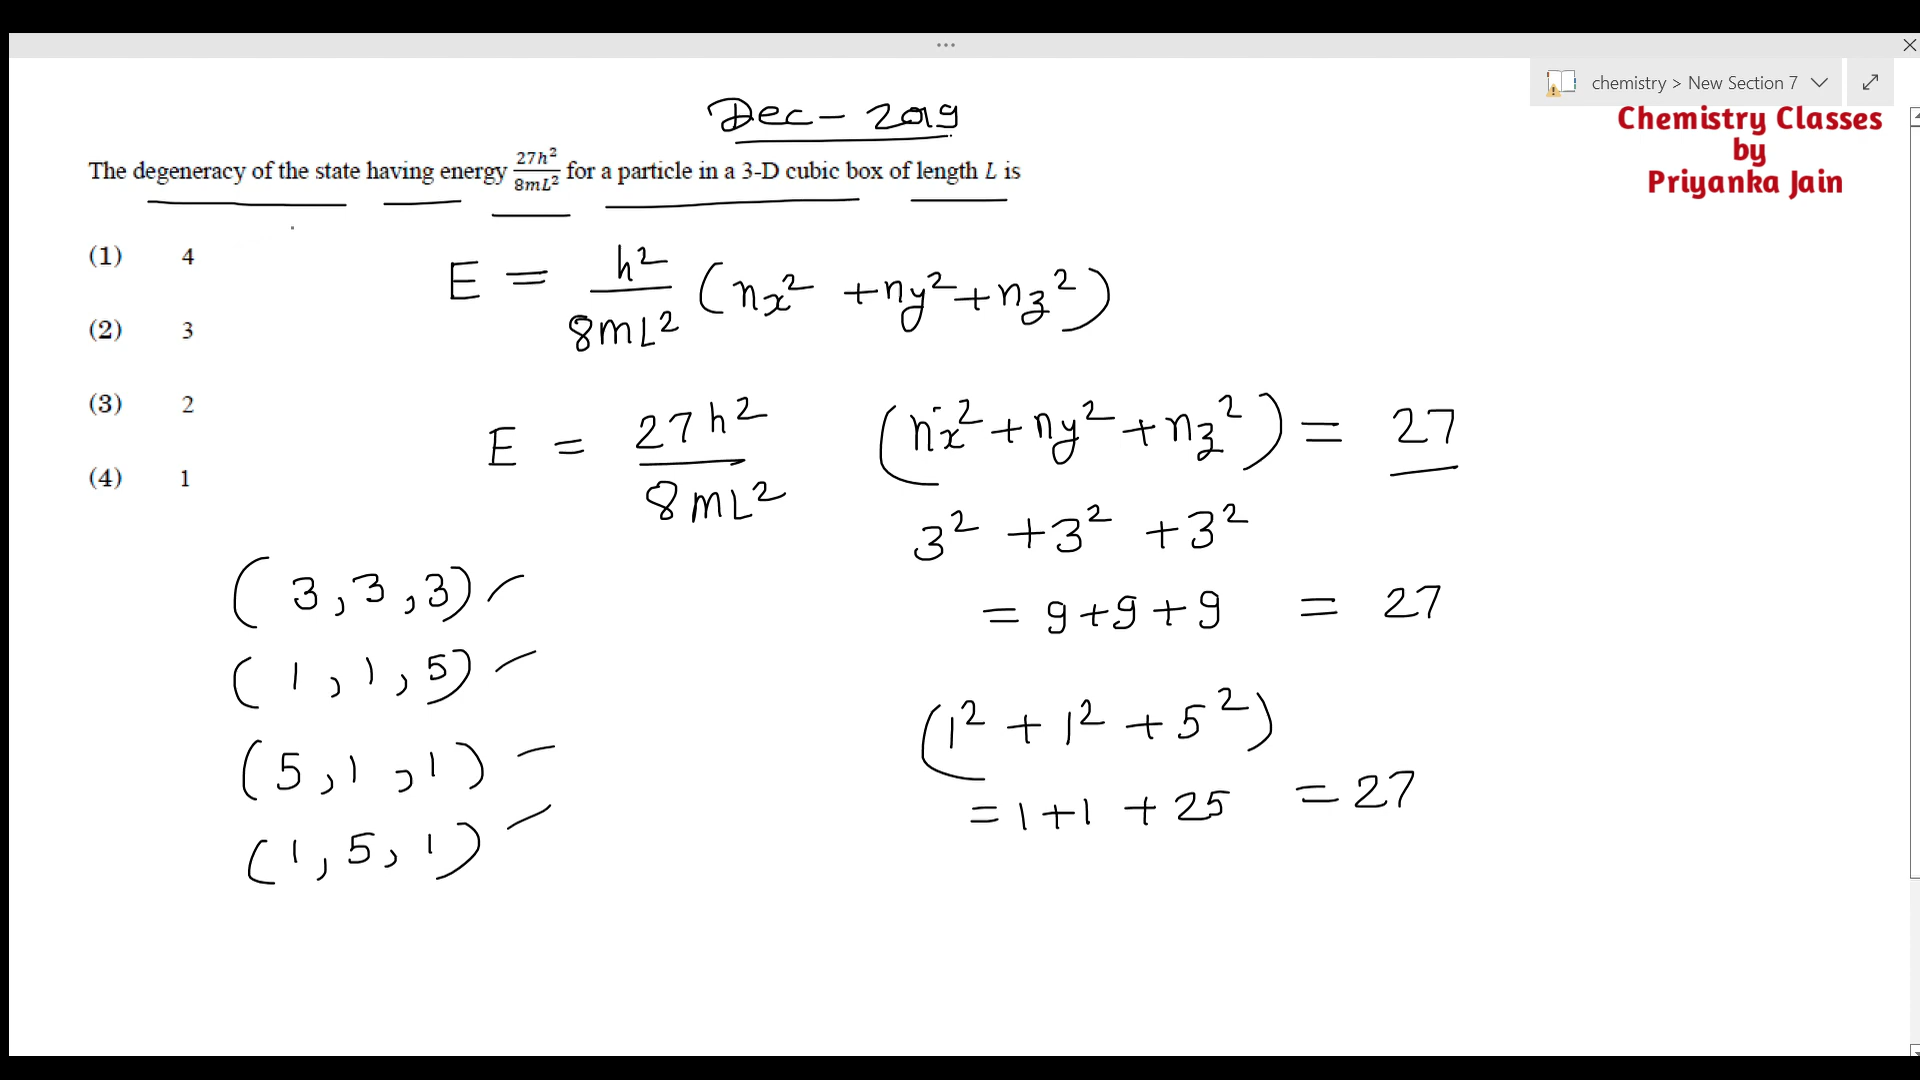 chemistry > New Section 7
Chemistry Classes
by
Priyanka Jain
Dec - 2019
The degeneracy of the state having energy 27h²/8mL² for a particle in a 3-D cubic box of length L is
(1) 4
(2) 3
(3) 2
(4) 1
E = h²/8mL² (nx² + ny² + nz²)
E = 27h²/8mL²
(nx² + ny² + nz²) = 27
3² + 3² + 3²
= 9 + 9 + 9 = 27
(1² + 1² + 5²)
= 1 + 1 + 25 = 27
(3, 3, 3)
(1, 1, 5)
(5, 1, 1)
(1, 5, 1)